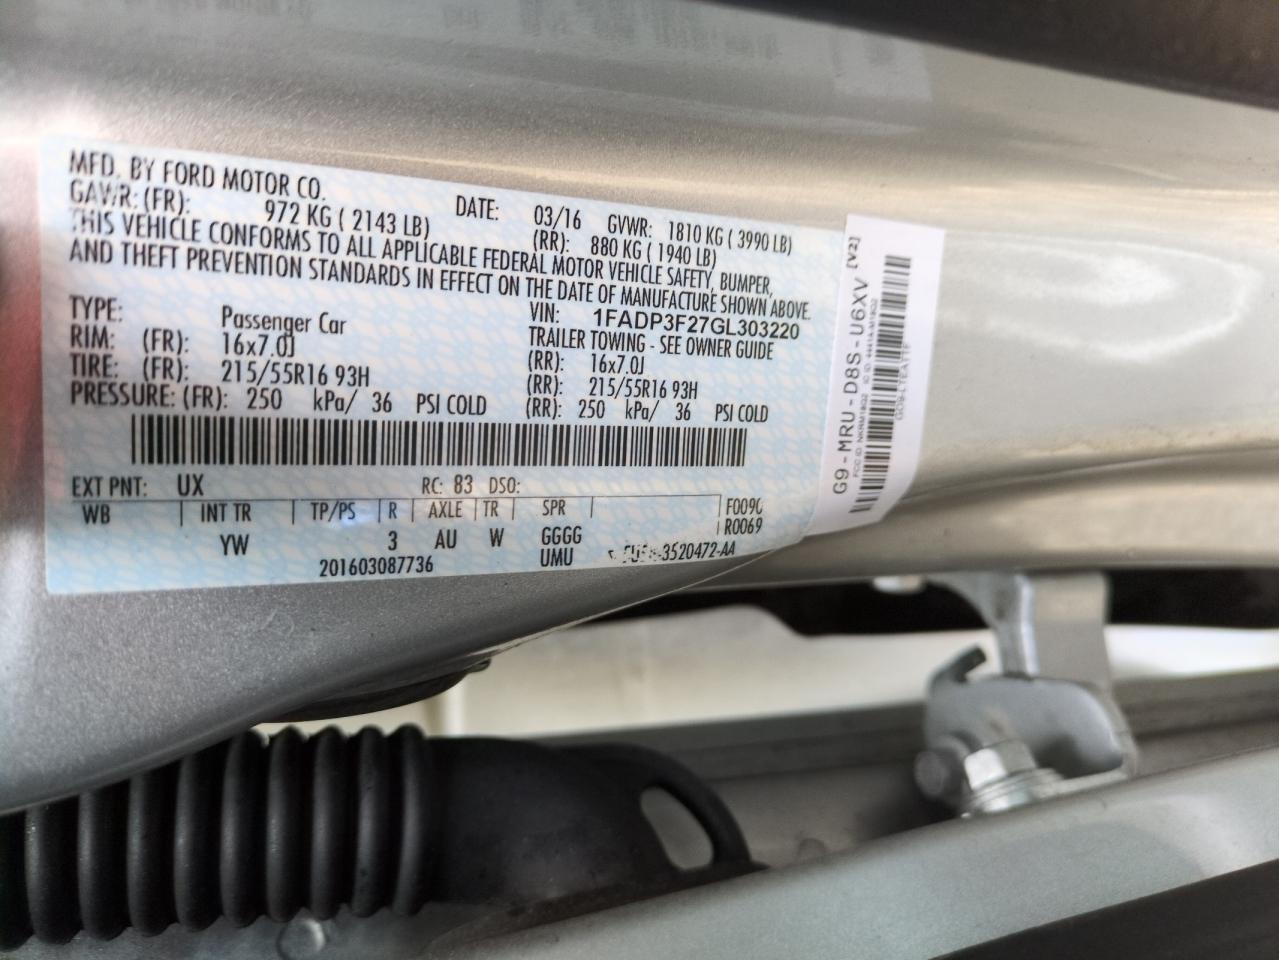 MFD. BY FORD MOTOR CO.
DATE: 03/16 GVWR: 1810 KG ( 3990 LB)
GAWR: (FR): 972 KG ( 2143 LB) (RR): 880 KG ( 1940 LB)
THIS VEHICLE CONFORMS TO ALL APPLICABLE FEDERAL MOTOR VEHICLE SAFETY, BUMPER,
AND THEFT PREVENTION STANDARDS IN EFFECT ON THE DATE OF MANUFACTURE SHOWN ABOVE.
VIN: 1FADP3F27GL303220
TYPE: Passenger Car TRAILER TOWING - SEE OWNER GUIDE
RIM: (FR): 16x7.0J (RR): 16x7.0J
TIRE: (FR): 215/55R16 93H (RR): 215/55R16 93H
PRESSURE: (FR): 250 kPa/ 36 PSI COLD (RR): 250 kPa/ 36 PSI COLD
EXT PNT: UX RC: 83 DSO:
WB INT TR TP/PS R AXLE TR SPR F0090
R0069
YW 3 AU W GGGG
201603087736 UMU -3520472-AA
G9 - MRU - D8S - U6XV [V2]
FCC ID: NKRM18G2